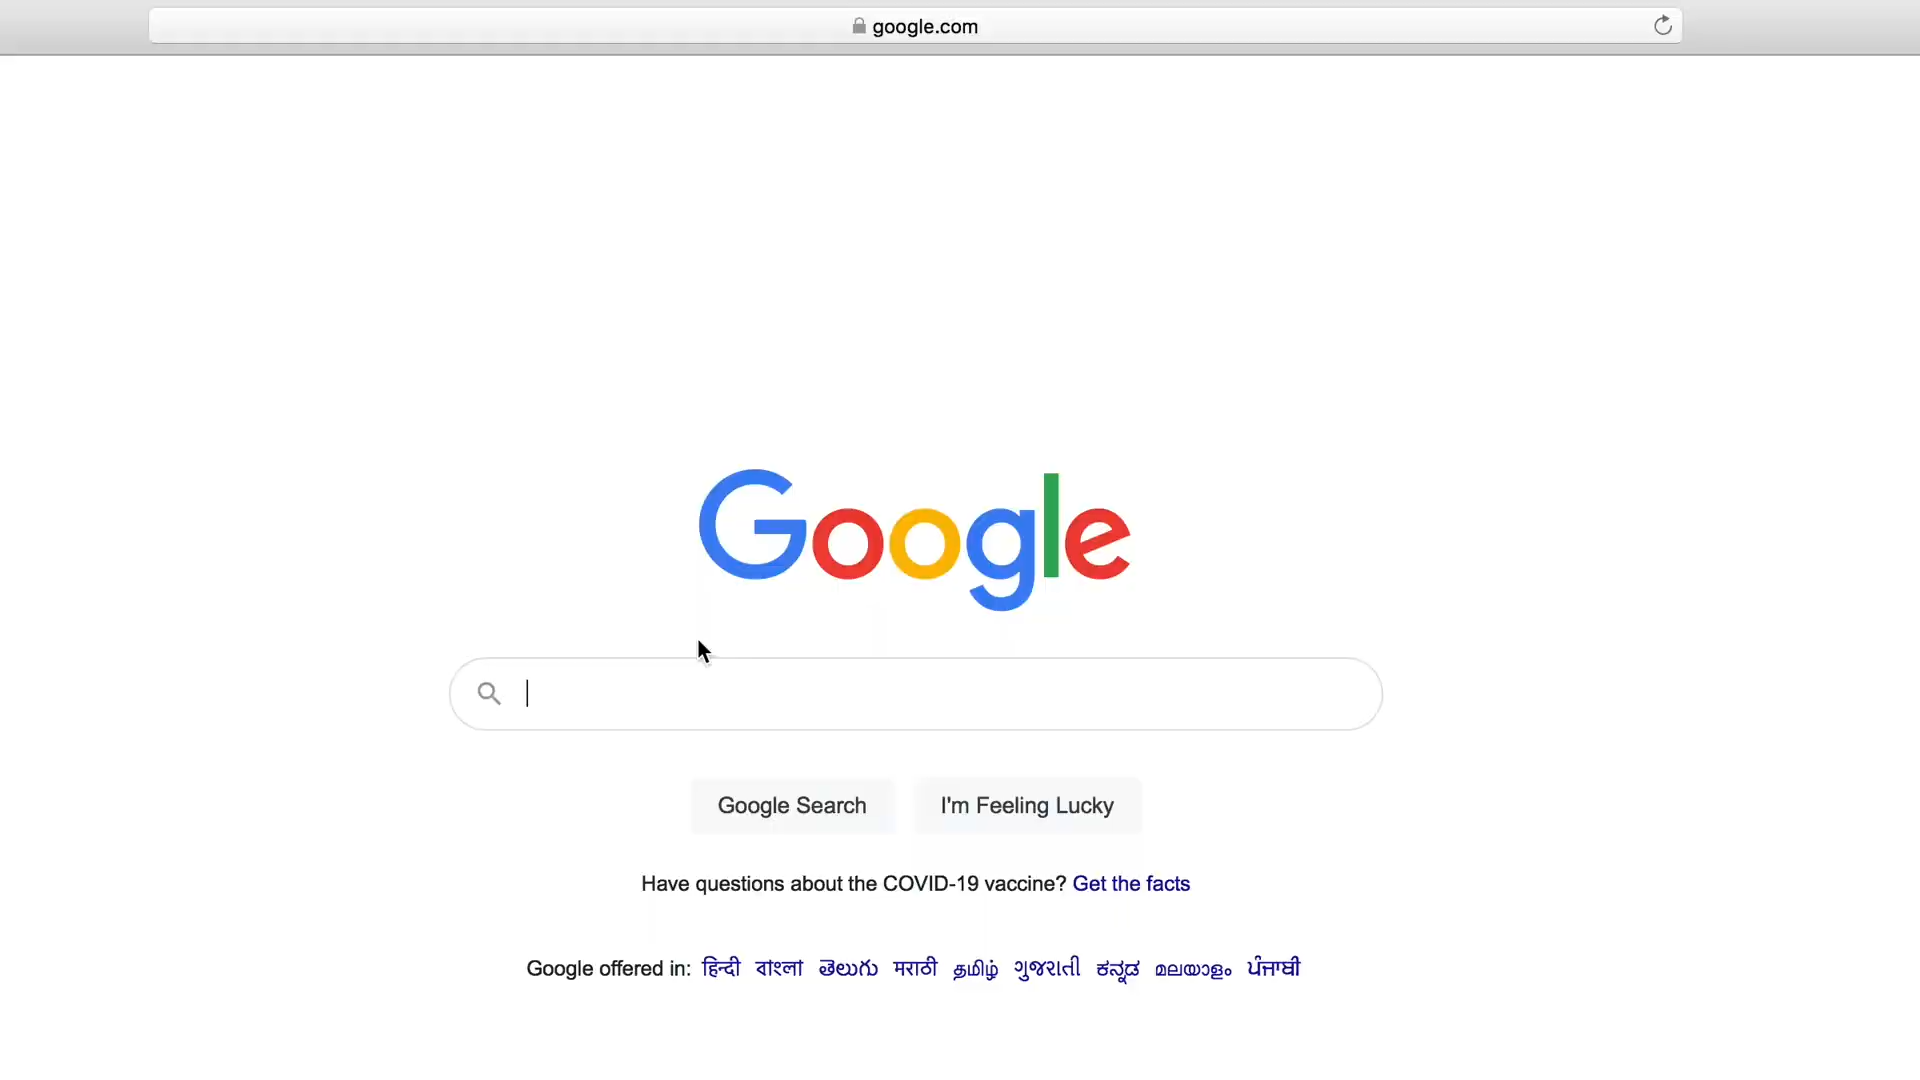 google.com
Google
Google Search
I'm Feeling Lucky
Have questions about the COVID-19 vaccine? Get the facts
Google offered in: हिन्दी বাংলা తెలుగు मराठी தமிழ் ગુજરાતી ಕನ್ನಡ മലയാളം ਪੰਜਾਬੀ